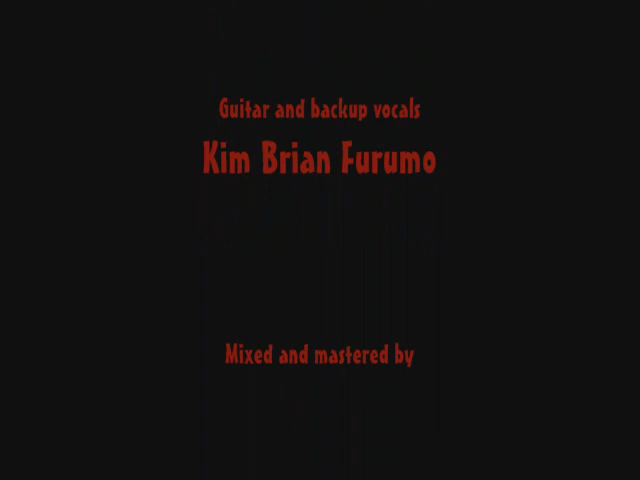 Guitar and backup vocals
Kim Brian Furumo
Mixed and mastered by